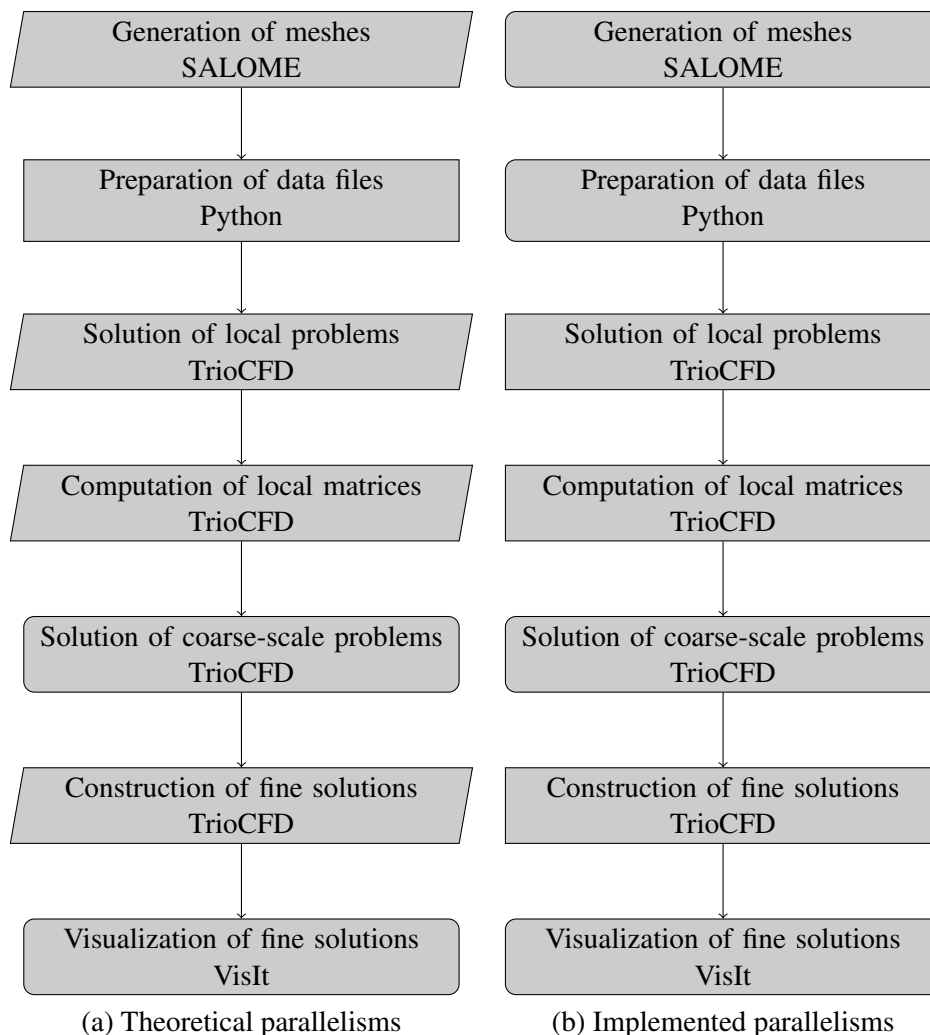 Generation of meshes
SALOME
Preparation of data files
Python
Solution of local problems
TrioCFD
Computation of local matrices
TrioCFD
Solution of coarse-scale problems
TrioCFD
Construction of fine solutions
TrioCFD
Visualization of fine solutions
VisIt
(a) Theoretical parallelisms
Generation of meshes
SALOME
Preparation of data files
Python
Solution of local problems
TrioCFD
Computation of local matrices
TrioCFD
Solution of coarse-scale problems
TrioCFD
Construction of fine solutions
TrioCFD
Visualization of fine solutions
VisIt
(b) Implemented parallelisms